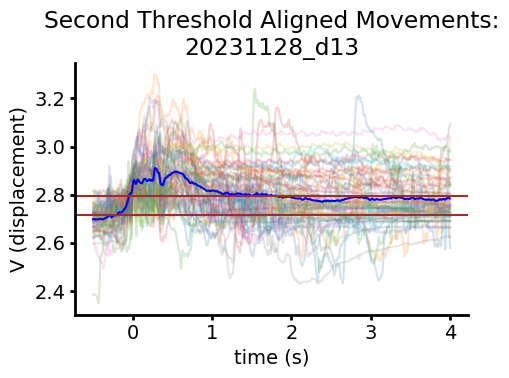 Second Threshold Aligned Movements:
20231128_d13
V (displacement)
3.2
3.0
2.8
2.6
2.4
0 1 2 3 4
time (s)